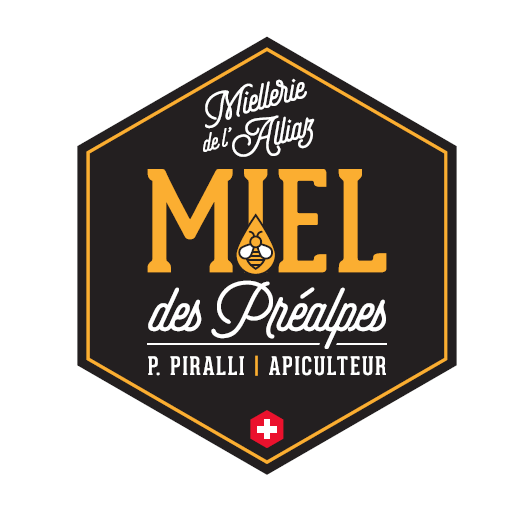 Miellerie
de l'Alliaz
MIEL
des Préalpes
P. PIRALLI | APICULTEUR